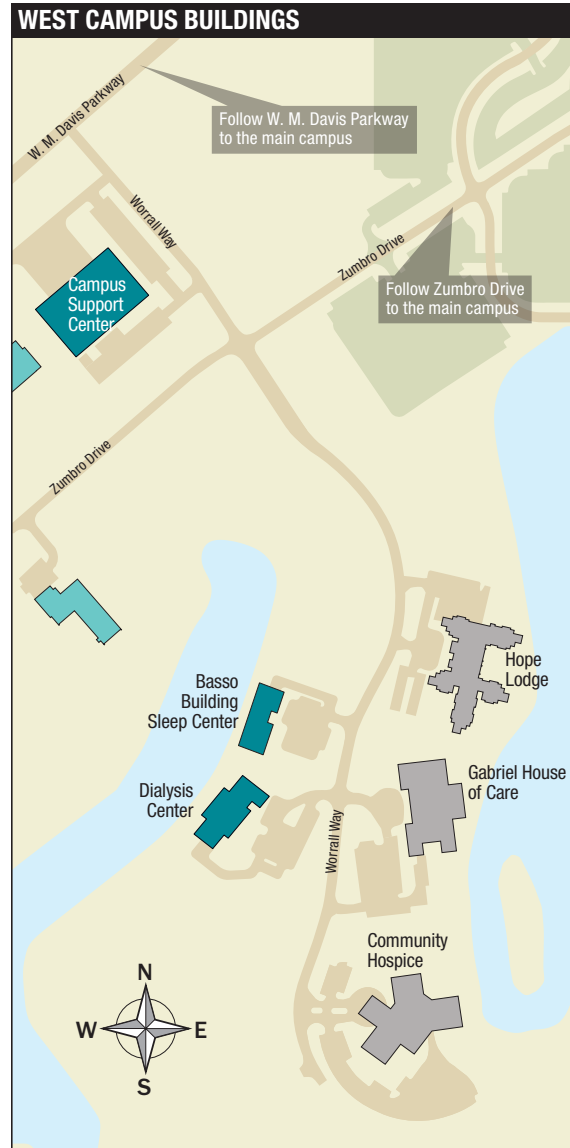 WEST CAMPUS BUILDINGS
W. M. Davis Parkway
Follow W. M. Davis Parkway
to the main campus
Worrall Way
Zumbro Drive
Follow Zumbro Drive
to the main campus
Campus
Support
Center
Zumbro Drive
Hope
Lodge
Basso
Building
Sleep Center
Gabriel House
of Care
Dialysis
Center
Worrall Way
Community
Hospice
N
W
E
S